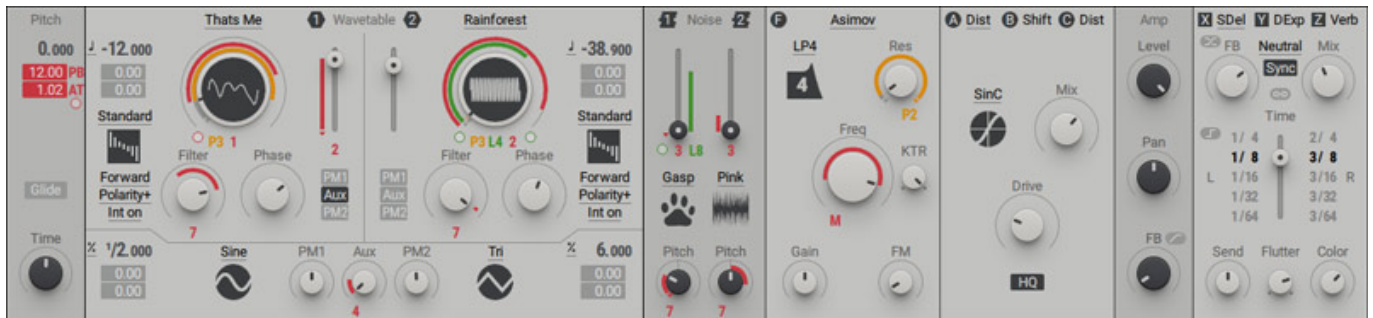 Pitch
0.000
12.00 PB
1.02 AT
Glide
Time
Thats Me
1 Wavetable 2
Rainforest
-12.000
0.00
0.00
Standard
Forward
Polarity+
Int on
P3 1
Filter
Phase
7
2
PM1
Aux
PM2
PM1
Aux
PM2
P3 L4 2
Filter
Phase
7
-38.900
0.00
0.00
Standard
Forward
Polarity+
Int on
% 1/2.000
0.00
0.00
Sine
PM1
Aux
PM2
4
Tri
% 6.000
0.00
0.00
1 Noise 2
3 L8 3
Gasp
Pink
Pitch
Pitch
7
7
F
Asimov
LP4
4
Res
P2
Freq
M
KTR
Gain
FM
A Dist B Shift C Dist
SinC
Mix
Drive
HQ
Amp
Level
Pan
FB
X SDel Y DExp Z Verb
FB
Neutral
Mix
Sync
Time
1/ 4 2/ 4
1/ 8 3/ 8
L 1/16 3/16 R
1/32 3/32
1/64 3/64
Send
Flutter
Color